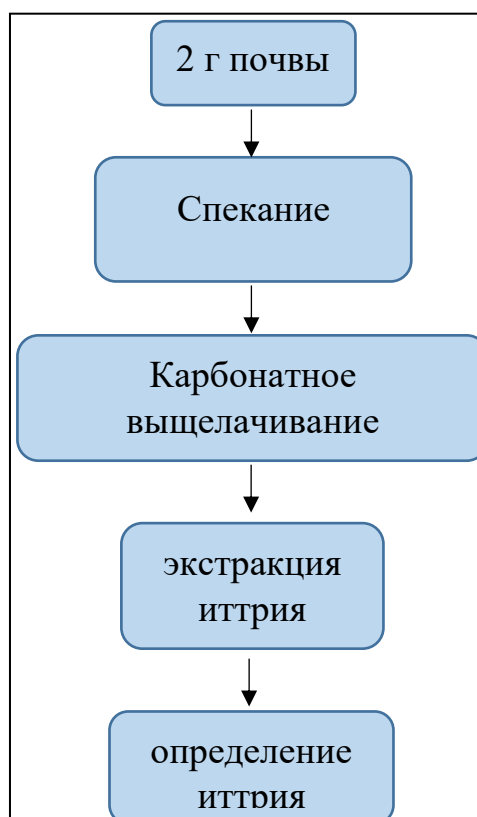 2 г почвы
Спекание
Карбонатное
выщелачивание
экстракция
иттрия
определение
иттрия